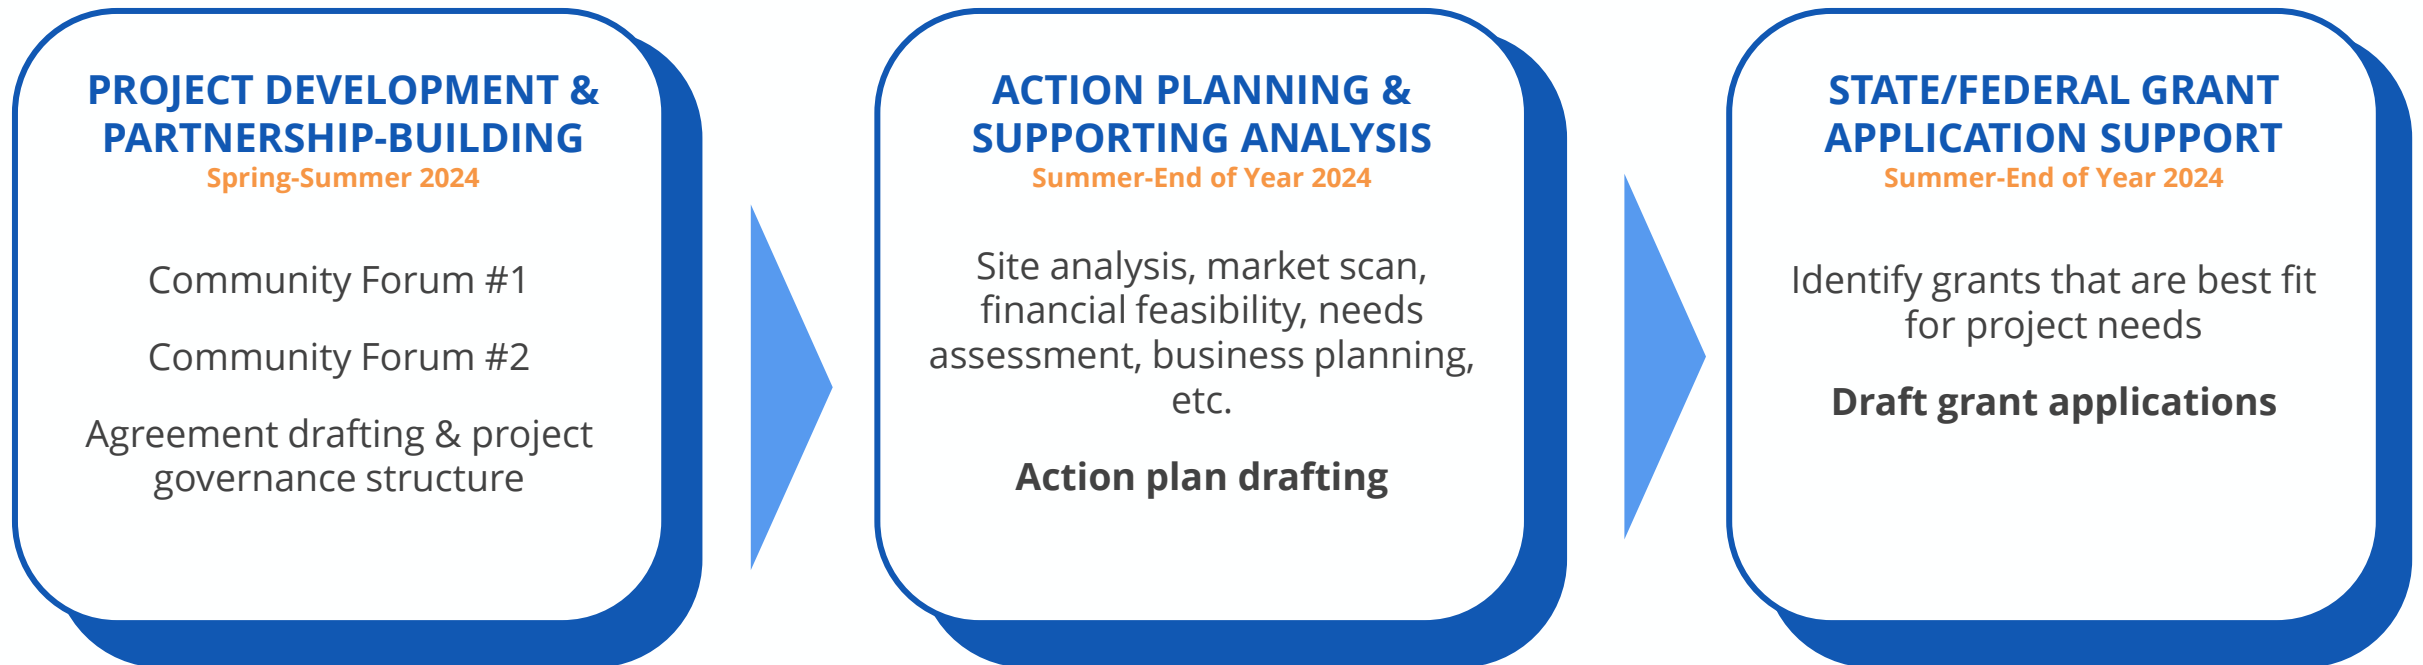 PROJECT DEVELOPMENT &
PARTNERSHIP-BUILDING
Spring-Summer 2024
Community Forum #1
Community Forum #2
Agreement drafting & project
governance structure
ACTION PLANNING &
SUPPORTING ANALYSIS
Summer-End of Year 2024
Site analysis, market scan,
financial feasibility, needs
assessment, business planning,
etc.
Action plan drafting
STATE/FEDERAL GRANT
APPLICATION SUPPORT
Summer-End of Year 2024
Identify grants that are best fit
for project needs
Draft grant applications